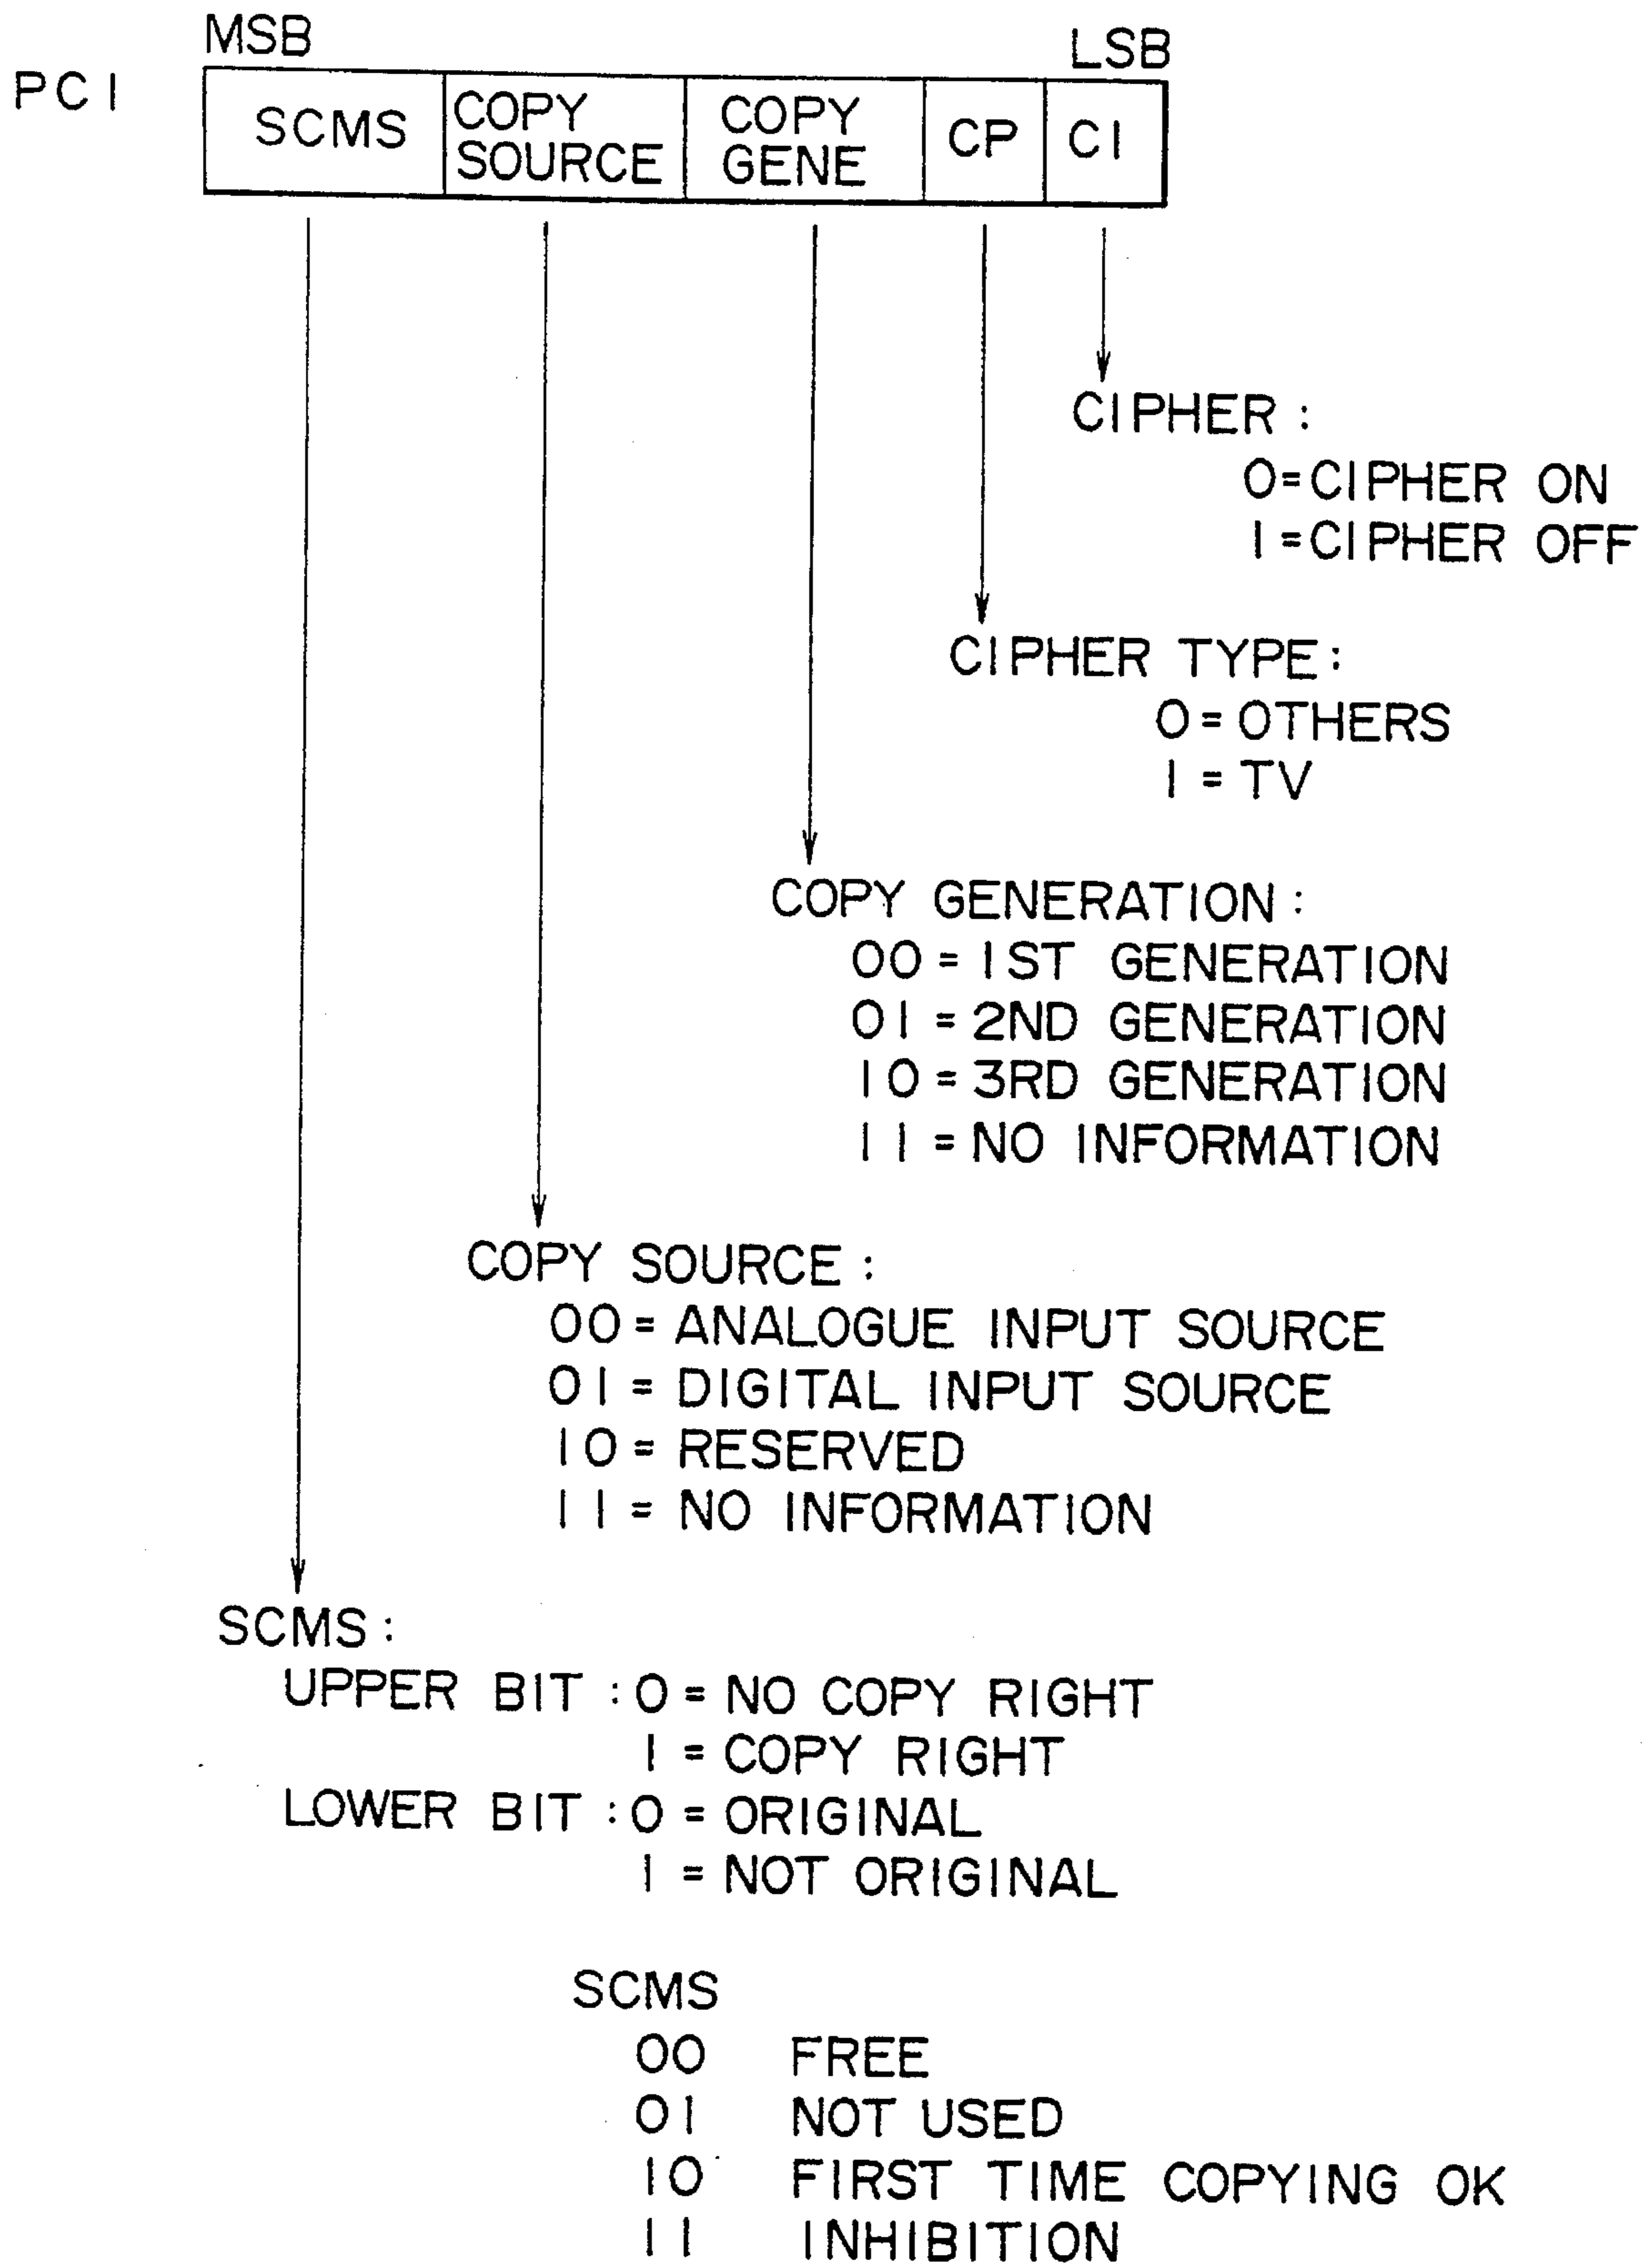 MSB LSB
PCI SCMS COPY SOURCE COPY GENE CP CI
CIPHER :
0=CIPHER ON
1=CIPHER OFF
CIPHER TYPE :
0 = OTHERS
1 = TV
COPY GENERATION :
00 = 1ST GENERATION
01 = 2ND GENERATION
10 = 3RD GENERATION
11 = NO INFORMATION
COPY SOURCE :
00 = ANALOGUE INPUT SOURCE
01 = DIGITAL INPUT SOURCE
10 = RESERVED
11 = NO INFORMATION
SCMS :
UPPER BIT : 0 = NO COPY RIGHT
1 = COPY RIGHT
LOWER BIT : 0 = ORIGINAL
1 = NOT ORIGINAL
SCMS
00 FREE
01 NOT USED
10 FIRST TIME COPYING OK
11 INHIBITION